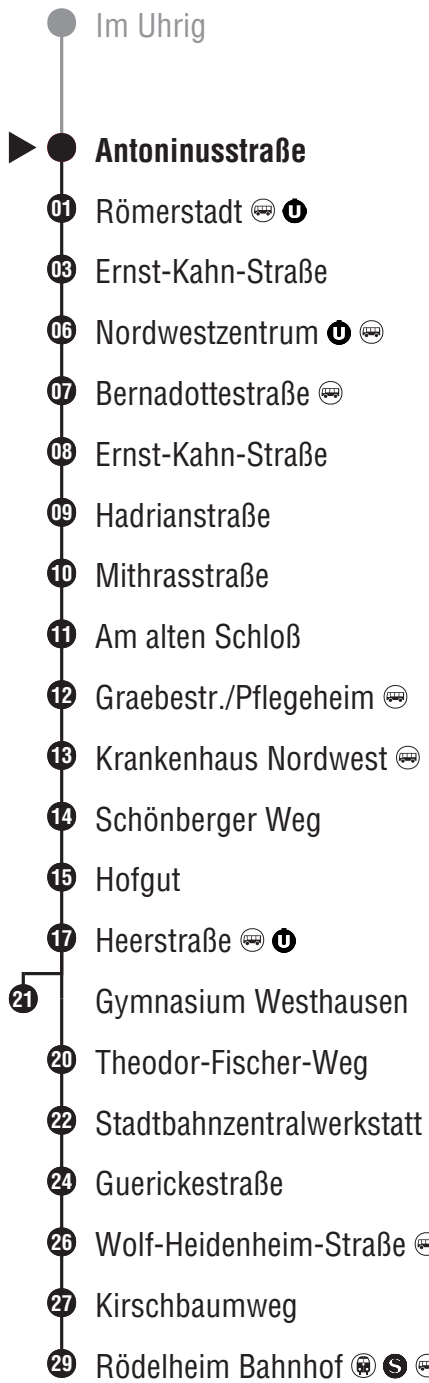 Im Uhrig
Antoninusstraße
01 Römerstadt U
03 Ernst-Kahn-Straße
06 Nordwestzentrum U
07 Bernadottestraße
08 Ernst-Kahn-Straße
09 Hadrianstraße
10 Mithrasstraße
11 Am alten Schloß
12 Graebestr./Pflegeheim
13 Krankenhaus Nordwest
14 Schönberger Weg
15 Hofgut
17 Heerstraße U
21 Gymnasium Westhausen
20 Theodor-Fischer-Weg
22 Stadtbahnzentralwerkstatt
24 Guerickestraße
26 Wolf-Heidenheim-Straße
27 Kirschbaumweg
29 Rödelheim Bahnhof S